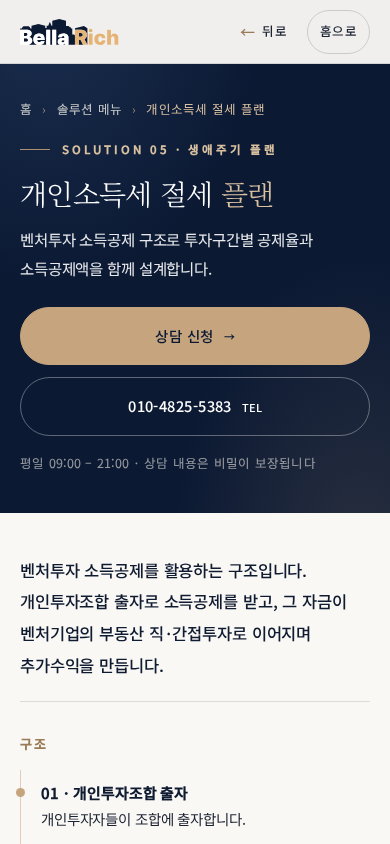 Bella Rich
← 뒤로
홈으로
홈 › 솔루션 메뉴 › 개인소득세 절세 플랜
SOLUTION 05 · 생애주기 플랜
개인소득세 절세 플랜
벤처투자 소득공제 구조로 투자구간별 공제율과
소득공제액을 함께 설계합니다.
상담 신청 →
010-4825-5383 TEL
평일 09:00 – 21:00 · 상담 내용은 비밀이 보장됩니다
벤처투자 소득공제를 활용하는 구조입니다.
개인투자조합 출자로 소득공제를 받고, 그 자금이
벤처기업의 부동산 직·간접투자로 이어지며
추가수익을 만듭니다.
구조
01 · 개인투자조합 출자
개인투자자들이 조합에 출자합니다.